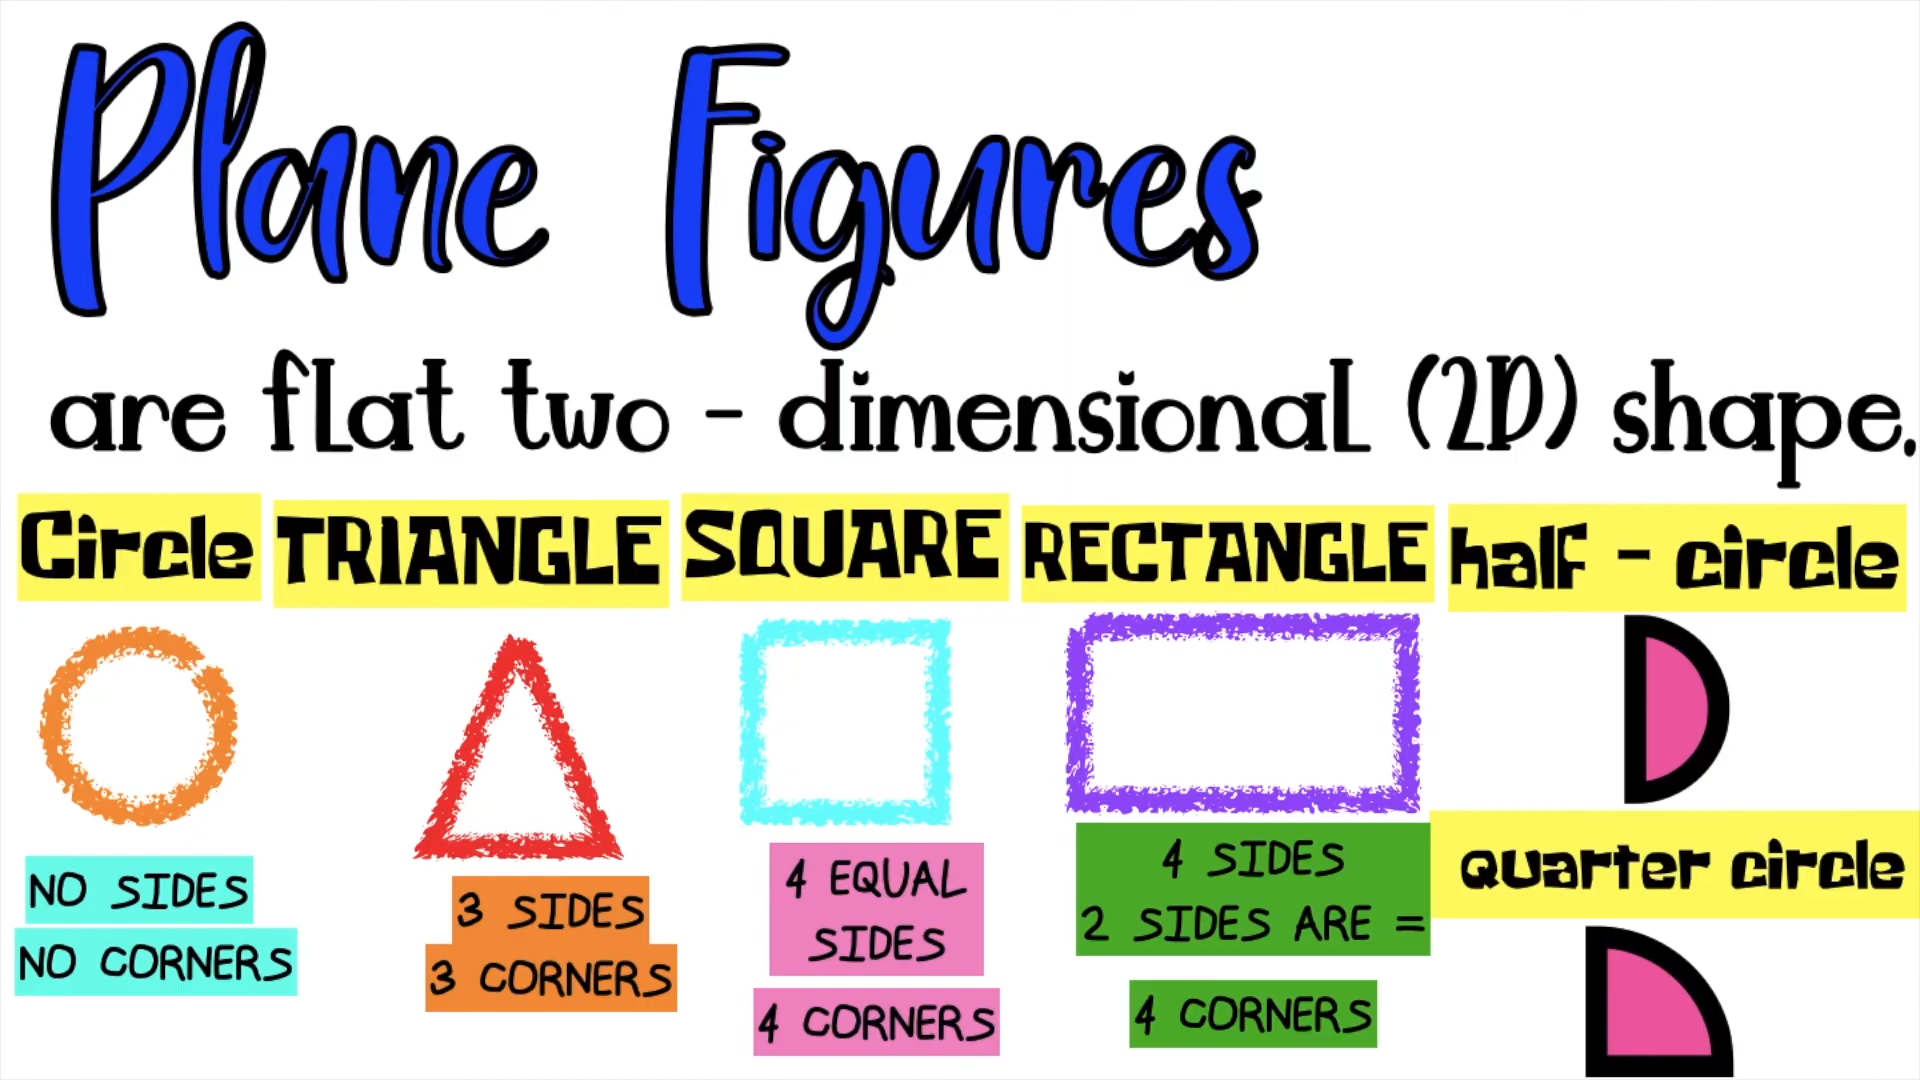 Plane Figures
are flat two - dimensional (2D) shape.
Circle
TRIANGLE
SQUARE
RECTANGLE
half - circle
NO SIDES
NO CORNERS
3 SIDES
3 CORNERS
4 EQUAL
SIDES
4 CORNERS
4 SIDES
2 SIDES ARE =
4 CORNERS
quarter circle